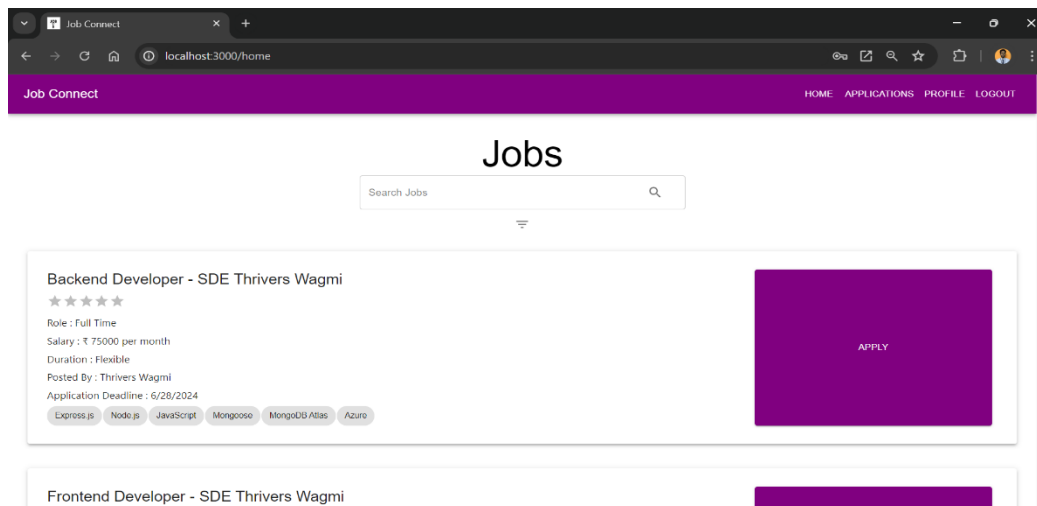 Job Connect
localhost:3000/home
Job Connect HOME APPLICATIONS PROFILE LOGOUT
Jobs
Search Jobs
Backend Developer - SDE Thrivers Wagmi
Role : Full Time
Salary : ₹ 75000 per month
Duration : Flexible
Posted By : Thrivers Wagmi
Application Deadline : 6/28/2024
Express.js Node.js JavaScript Mongoose MongoDB Atlas Azure
APPLY
Frontend Developer - SDE Thrivers Wagmi